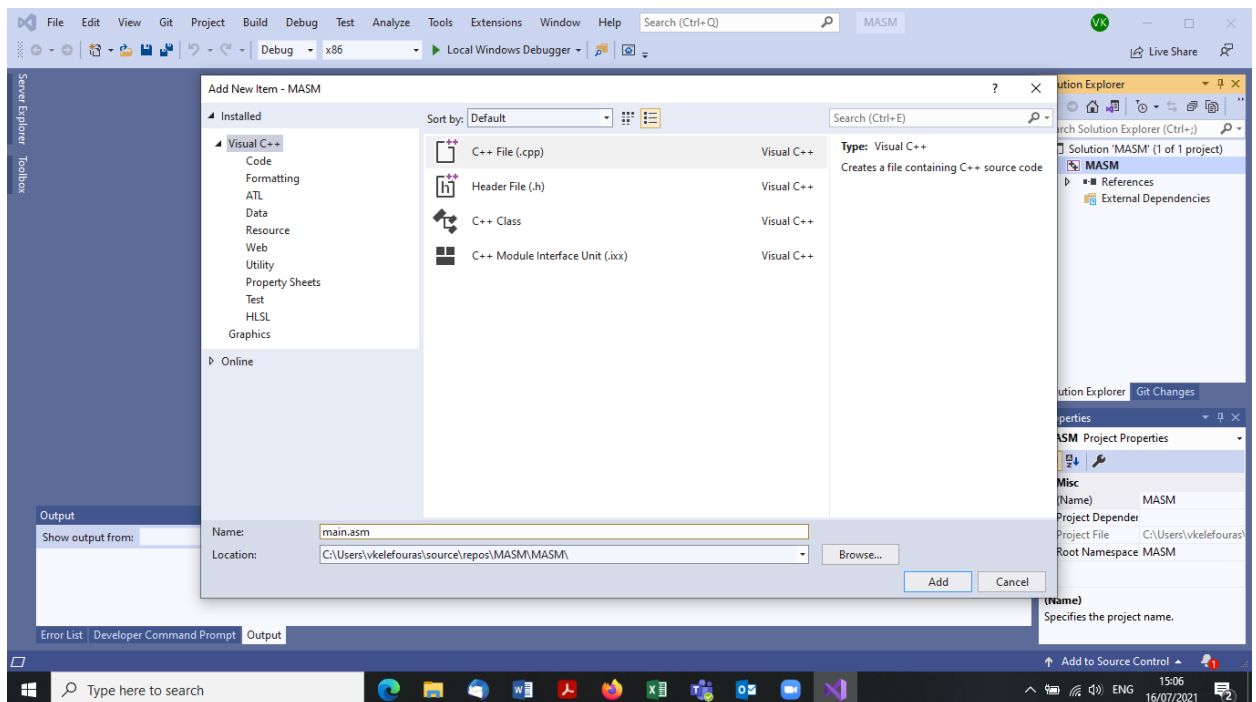 File Edit View Git Project Build Debug Test Analyze Tools Extensions Window Help Search (Ctrl+Q) MASM VK
Debug x86 Local Windows Debugger Live Share
Server Explorer
Toolbox
Add New Item - MASM ? ×
Installed
Visual C++
Code
Formatting
ATL
Data
Resource
Web
Utility
Property Sheets
Test
HLSL
Graphics
Online
Sort by: Default
C++ File (.cpp) Visual C++
Header File (.h) Visual C++
C++ Class Visual C++
C++ Module Interface Unit (.ixx) Visual C++
Search (Ctrl+E)
Type: Visual C++
Creates a file containing C++ source code
Name: main.asm
Location: C:\Users\vkelefouras\source\repos\MASM\MASM\
Browse...
Add Cancel
ution Explorer
rch Solution Explorer (Ctrl+;)
Solution 'MASM' (1 of 1 project)
MASM
References
External Dependencies
ution Explorer Git Changes
perties
ASM Project Properties
Misc
(Name) MASM
Project Depender
Project File C:\Users\vkelefouras\
Root Namespace MASM
(Name)
Specifies the project name.
Output
Show output from:
Error List Developer Command Prompt Output
Add to Source Control 1
Type here to search
ENG 15:06
16/07/2021 2